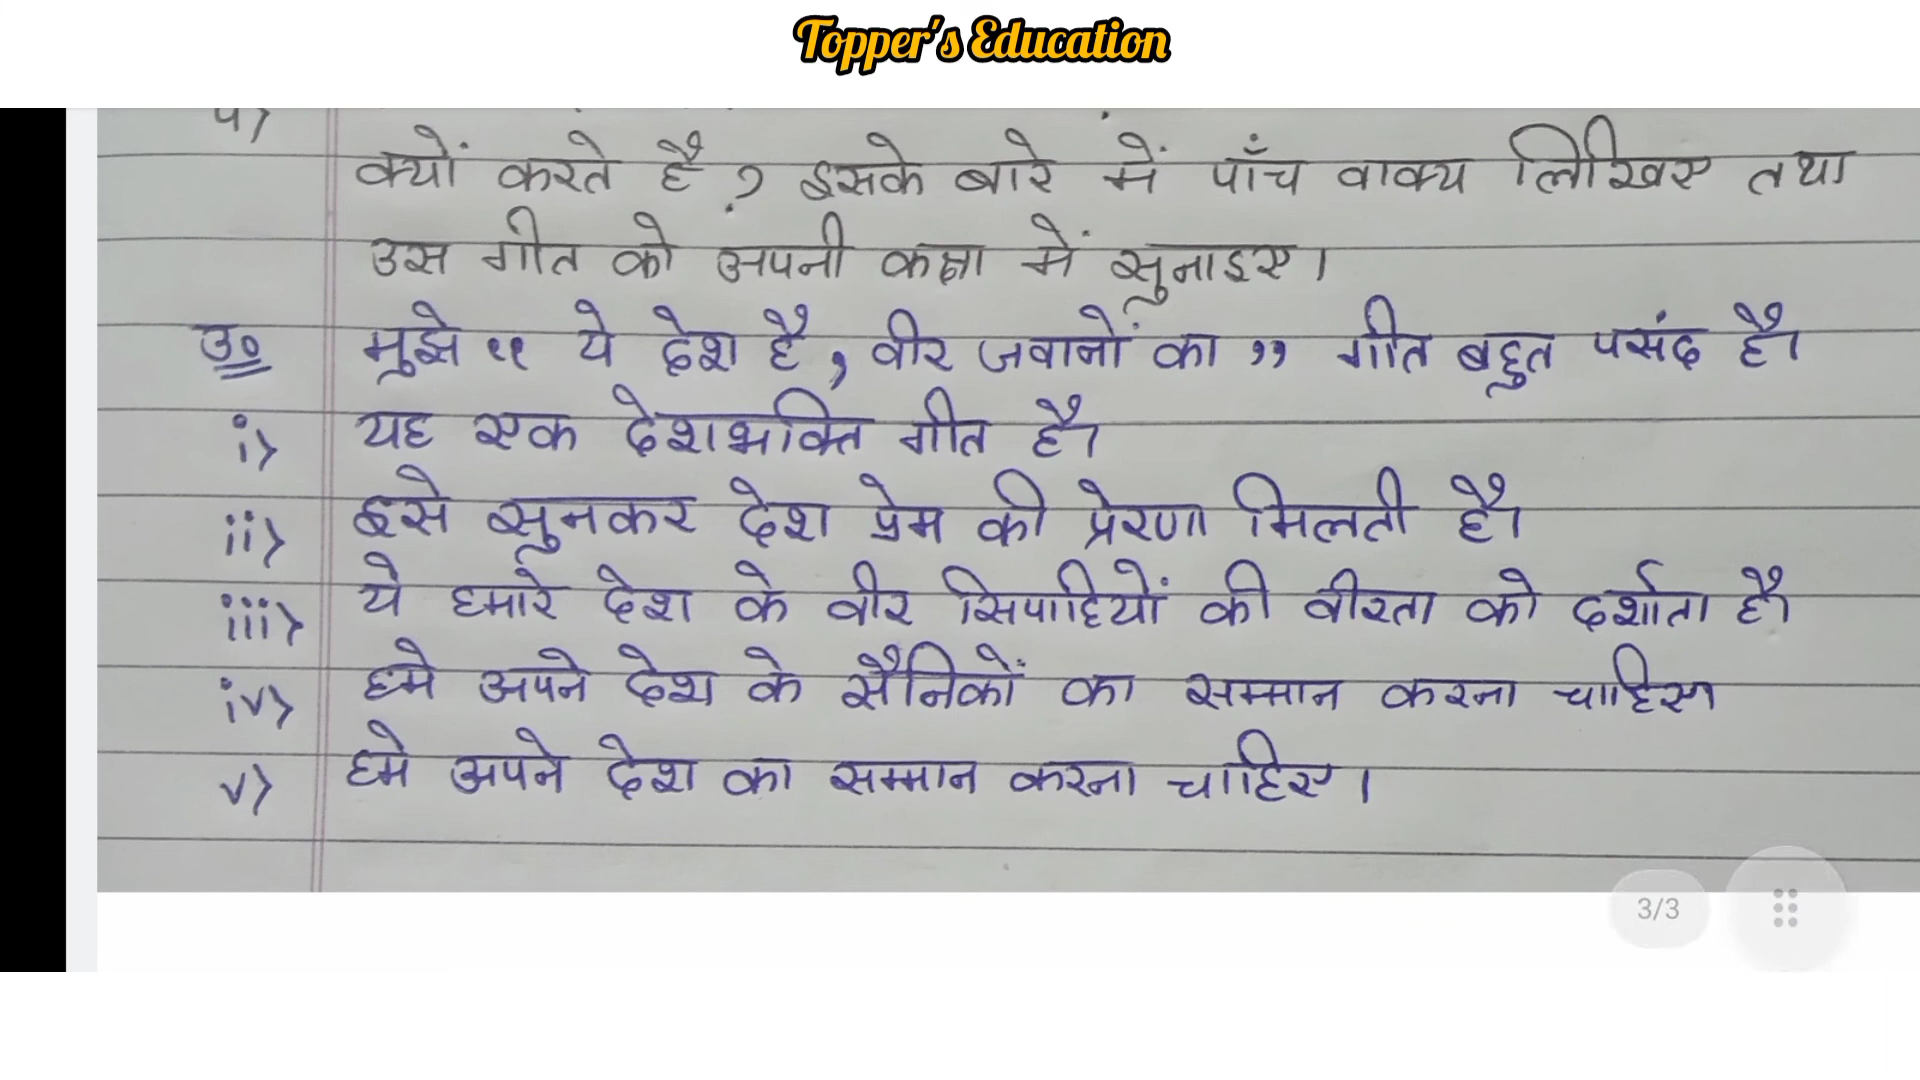 Topper's Education
क्यों करते है ? इसके बारे में पाँच वाक्य लिखिए तथा
उस गीत को अपनी कक्षा में सुनाइए।
उ० मुझे “ ये देश है, वीर जवानों का ” गीत बहुत पसंद है।
i> यह एक देशभक्ति गीत है।
ii> इसे सुनकर देश प्रेम की प्रेरणा मिलती है।
iii> ये हमारे देश के वीर सिपाहियों की वीरता को दर्शाता है।
iv> हमे अपने देश के सैनिकों का सम्मान करना चाहिए।
v> हमे अपने देश का सम्मान करना चाहिए।
3/3